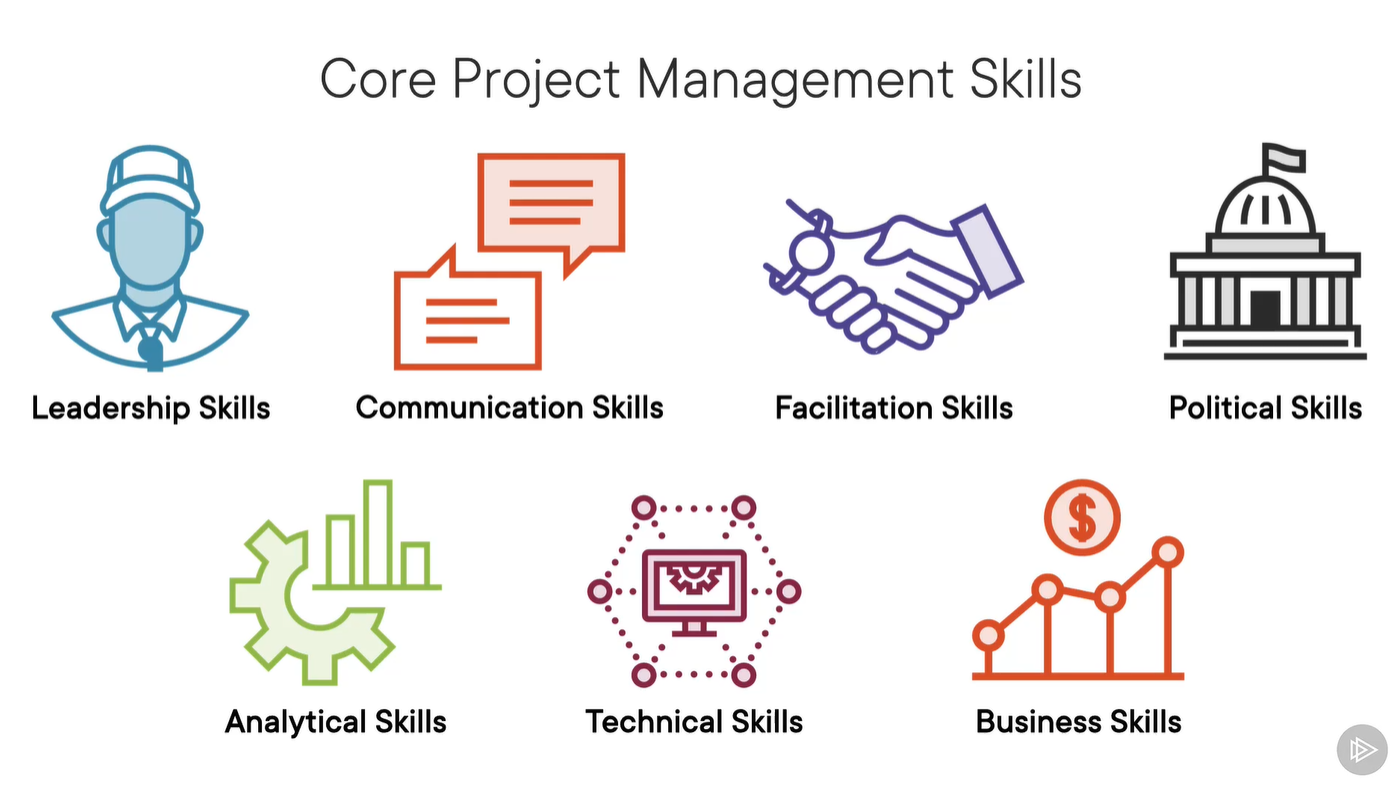 Core Project Management Skills
Leadership Skills
Communication Skills
Facilitation Skills
Political Skills
$
Analytical Skills
Technical Skills
Business Skills